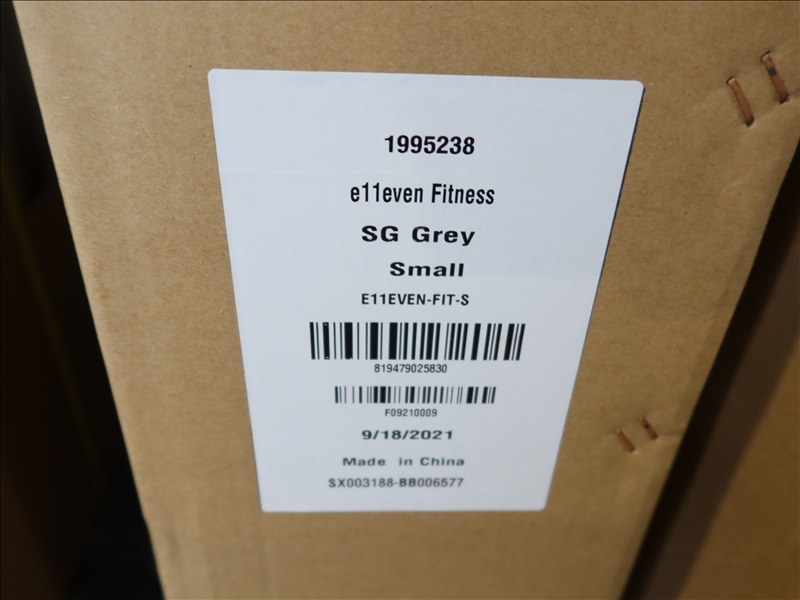 1995238
e11even Fitness
SG Grey
Small
E11EVEN-FIT-S
819479025830
F09210009
9/18/2021
Made in China
SX003188-BB006577